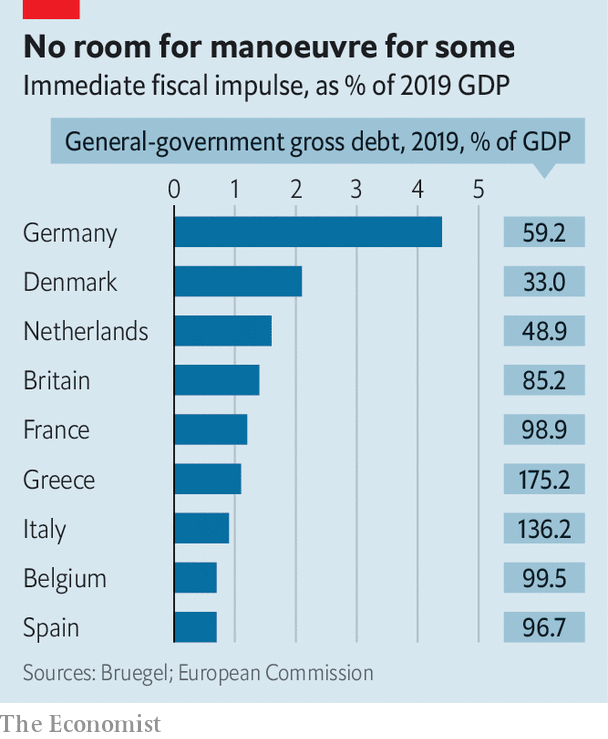 No room for manoeuvre for some
Immediate fiscal impulse, as % of 2019 GDP
General-government gross debt, 2019, % of GDP
0 1 2 3 4 5
Germany 59.2
Denmark 33.0
Netherlands 48.9
Britain 85.2
France 98.9
Greece 175.2
Italy 136.2
Belgium 99.5
Spain 96.7
Sources: Bruegel; European Commission
The Economist